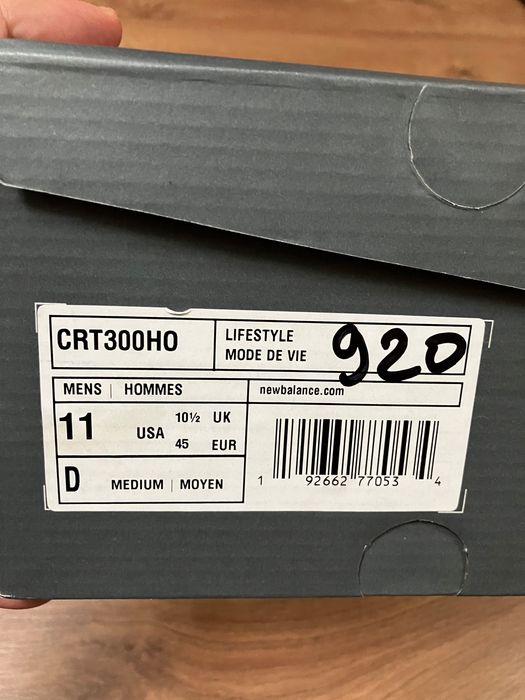 CRT300HO
LIFESTYLE
MODE DE VIE
920
MENS | HOMMES
newbalance.com
11 USA
10½ UK
45 EUR
D MEDIUM | MOYEN
1 92662 77053 4